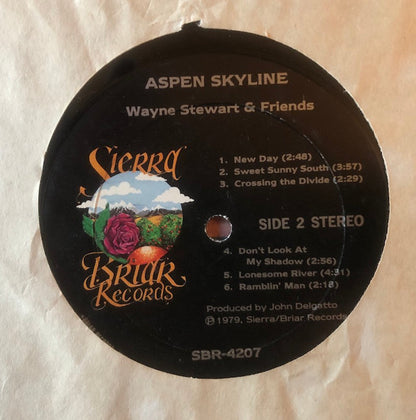 ASPEN SKYLINE
Wayne Stewart & Friends
Sierra
Briar
Records
1. New Day (2:48)
2. Sweet Sunny South (3:57)
3. Crossing the Divide (2:29)
SIDE 2 STEREO
4. Don't Look At
My Shadow (2:56)
5. Lonesome River (4:31)
6. Ramblin' Man (2:18)
Produced by John Delgatto
℗ 1979, Sierra/Briar Records
SBR-4207